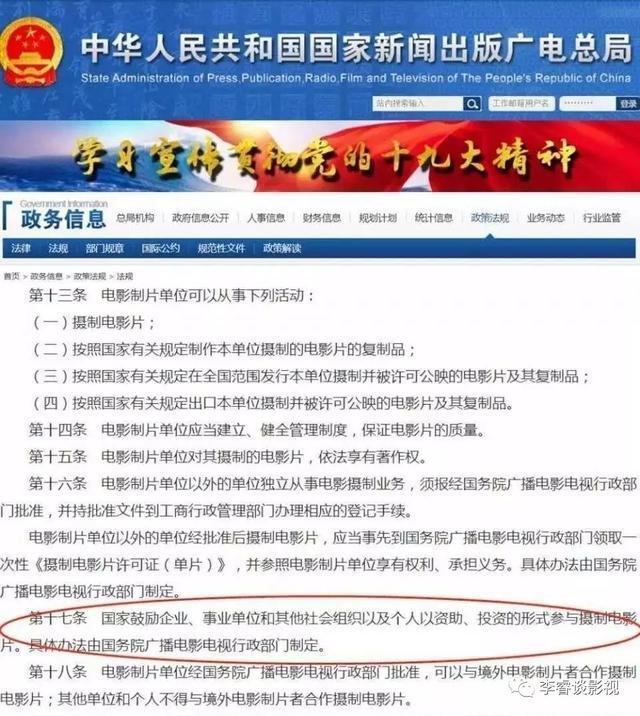 中华人民共和国国家新闻出版广电总局
State Administration of Press,Publication,Radio,Film and Television of The People's Republic of China
站内搜索输入 工作邮箱用户名 ········· 登录
学习宣传贯彻党的十九大精神
Government Information
政务信息 总局机构 政府信息公开 人事信息 财务信息 规划计划 统计信息 政策法规 业务动态 行业监管
法律 法规 部门规章 国际公约 规范性文件 政策解读
首页 > 政务信息 > 政策法规 > 法规
第十三条 电影制片单位可以从事下列活动：
（一）摄制电影片；
（二）按照国家有关规定制作本单位摄制的电影片的复制品；
（三）按照国家有关规定在全国范围发行本单位摄制并被许可公映的电影片及其复制品；
（四）按照国家有关规定出口本单位摄制并被许可公映的电影片及其复制品。
第十四条 电影制片单位应当建立、健全管理制度，保证电影片的质量。
第十五条 电影制片单位对其摄制的电影片，依法享有著作权。
第十六条 电影制片单位以外的单位独立从事电影摄制业务，须报经国务院广播电影电视行政部
门批准，并持批准文件到工商行政管理部门办理相应的登记手续。
电影制片单位以外的单位经批准后摄制电影片，应当事先到国务院广播电影电视行政部门领取一
次性《摄制电影片许可证（单片）》，并参照电影制片单位享有权利、承担义务。具体办法由国务院
广播电影电视行政部门制定。
第十七条 国家鼓励企业、事业单位和其他社会组织以及个人以资助、投资的形式参与摄制电影
片。具体办法由国务院广播电影电视行政部门制定。
第十八条 电影制片单位经国务院广播电影电视行政部门批准，可以与境外电影制片者合作摄制
电影片；其他单位和个人不得与境外电影制片者合作摄制电影片。
李睿谈影视